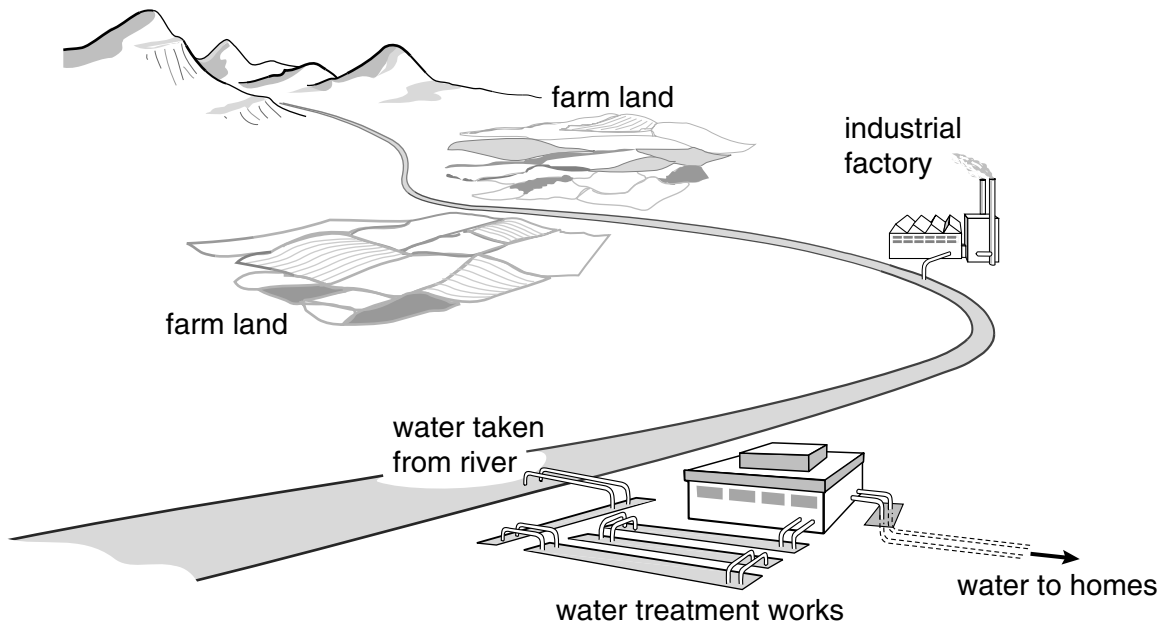 farm land
industrial
factory
farm land
water taken
from river
water to homes
water treatment works